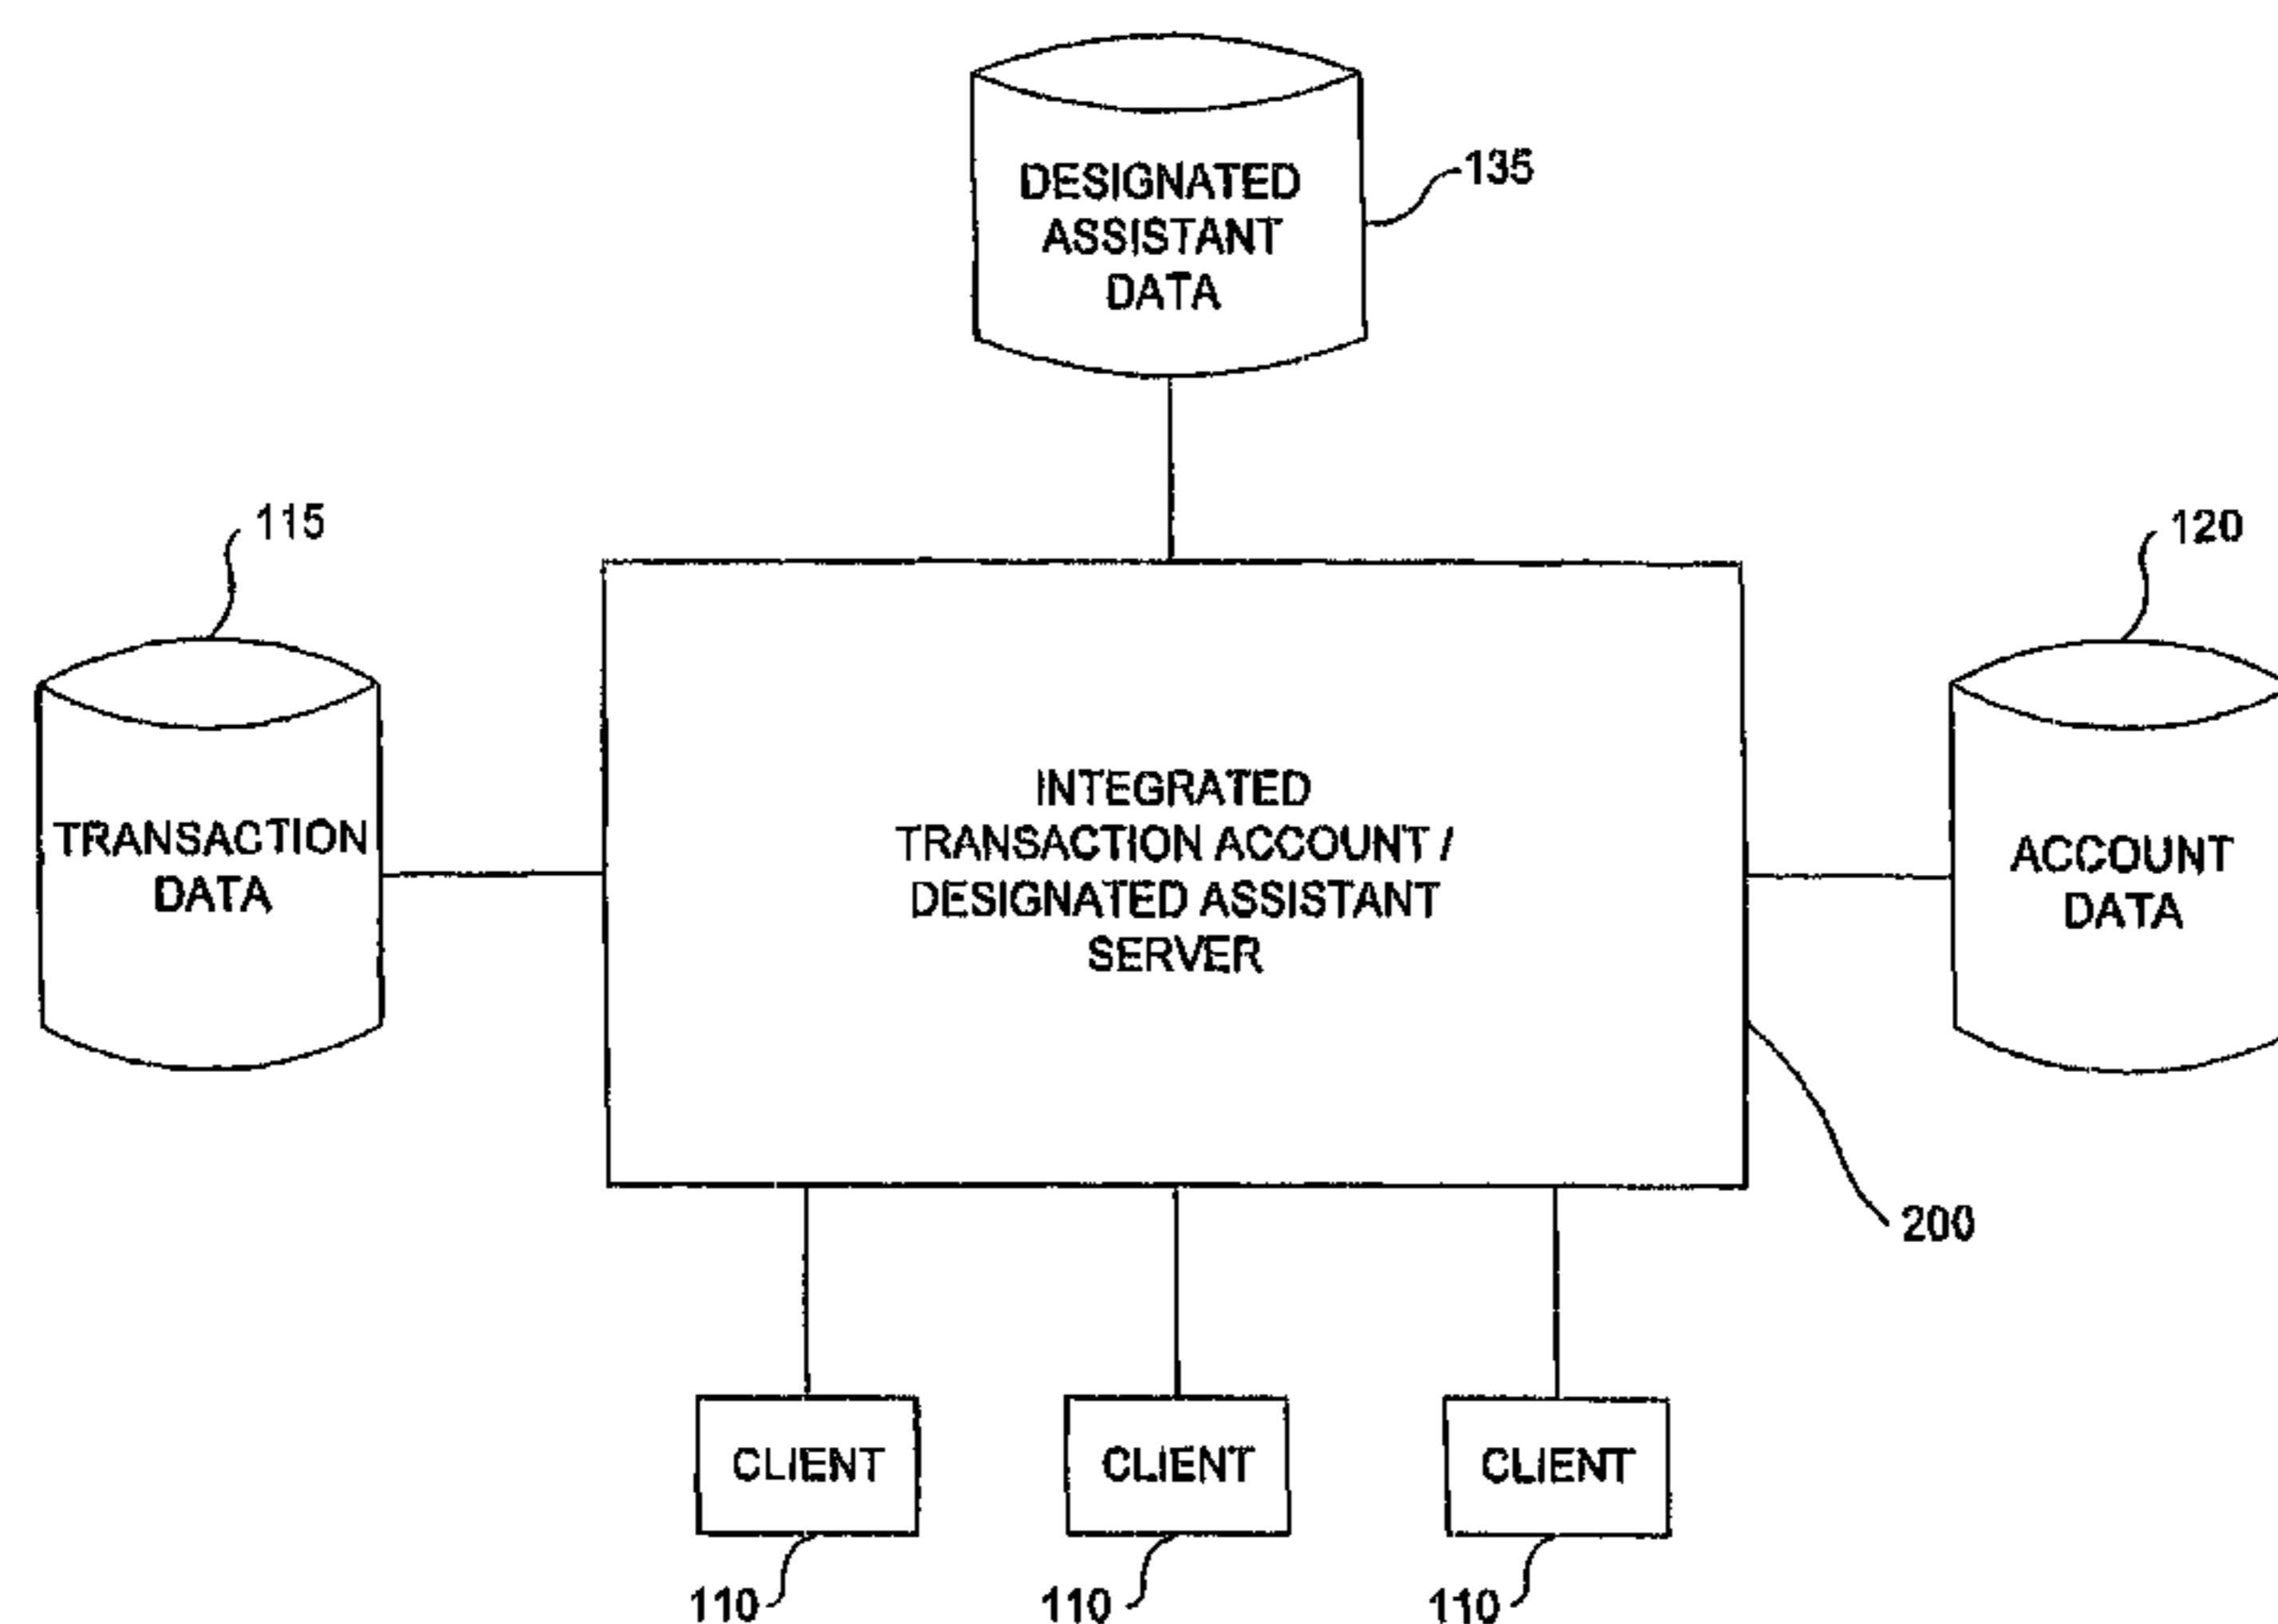 DESIGNATED
ASSISTANT
DATA
135
115
120
TRANSACTION
DATA
INTEGRATED
TRANSACTION ACCOUNT /
DESIGNATED ASSISTANT
SERVER
ACCOUNT
DATA
200
CLIENT
CLIENT
CLIENT
110
110
110